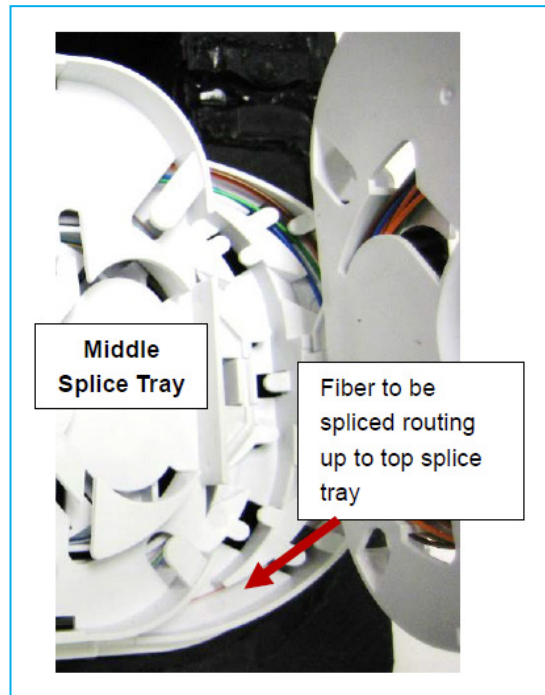 Middle
Splice Tray
Fiber to be
spliced routing
up to top splice
tray